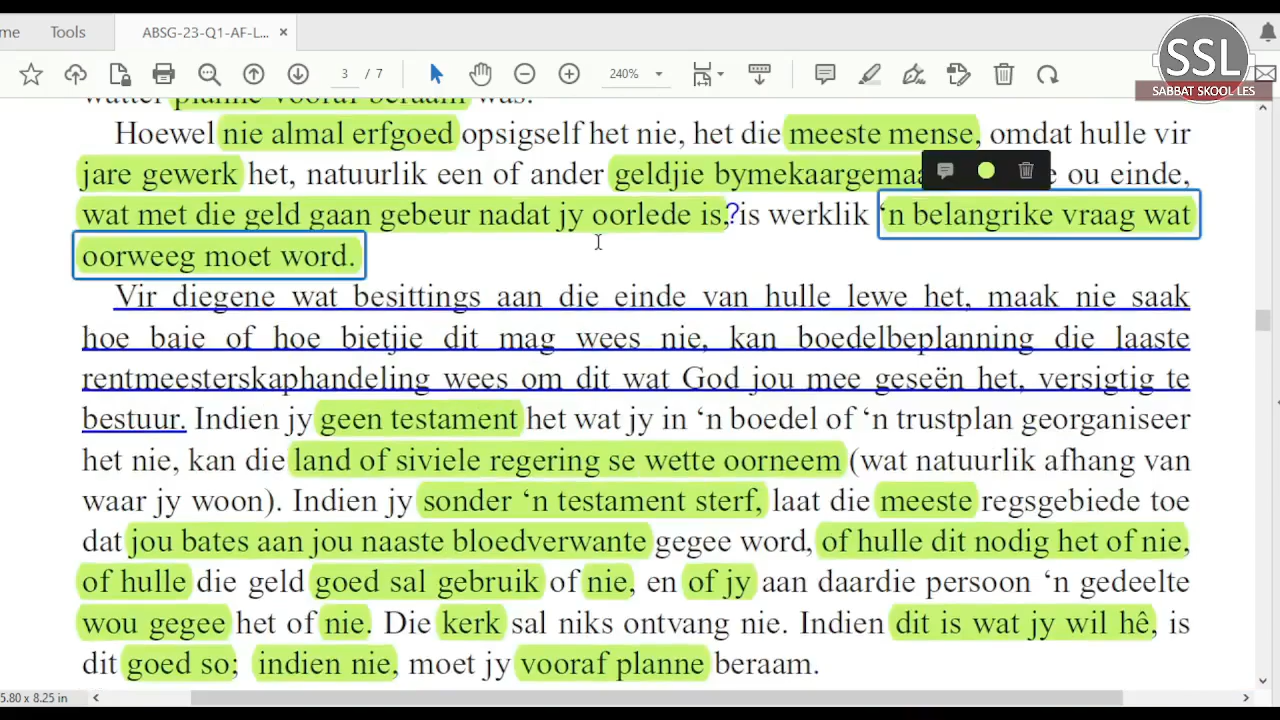 me Tools ABSG-23-Q1-AF-L... ×
3 / 7 240%
SSL
SABBAT SKOOL LES
watter planne vooraf beraam was.
Hoewel nie almal erfgoed opsigself het nie, het die meeste mense, omdat hulle vir
jare gewerk het, natuurlik een of ander geldjie bymekaargemaa e ou einde,
wat met die geld gaan gebeur nadat jy oorlede is,? is werklik ‘n belangrike vraag wat
oorweeg moet word.
Vir diegene wat besittings aan die einde van hulle lewe het, maak nie saak
hoe baie of hoe bietjie dit mag wees nie, kan boedelbeplanning die laaste
rentmeesterskaphandeling wees om dit wat God jou mee geseën het, versigtig te
bestuur. Indien jy geen testament het wat jy in ‘n boedel of ‘n trustplan georganiseer
het nie, kan die land of siviele regering se wette oorneem (wat natuurlik afhang van
waar jy woon). Indien jy sonder ‘n testament sterf, laat die meeste regsgebiede toe
dat jou bates aan jou naaste bloedverwante gegee word, of hulle dit nodig het of nie,
of hulle die geld goed sal gebruik of nie, en of jy aan daardie persoon ‘n gedeelte
wou gegee het of nie. Die kerk sal niks ontvang nie. Indien dit is wat jy wil hê, is
dit goed so; indien nie, moet jy vooraf planne beraam.
5.80 x 8.25 in